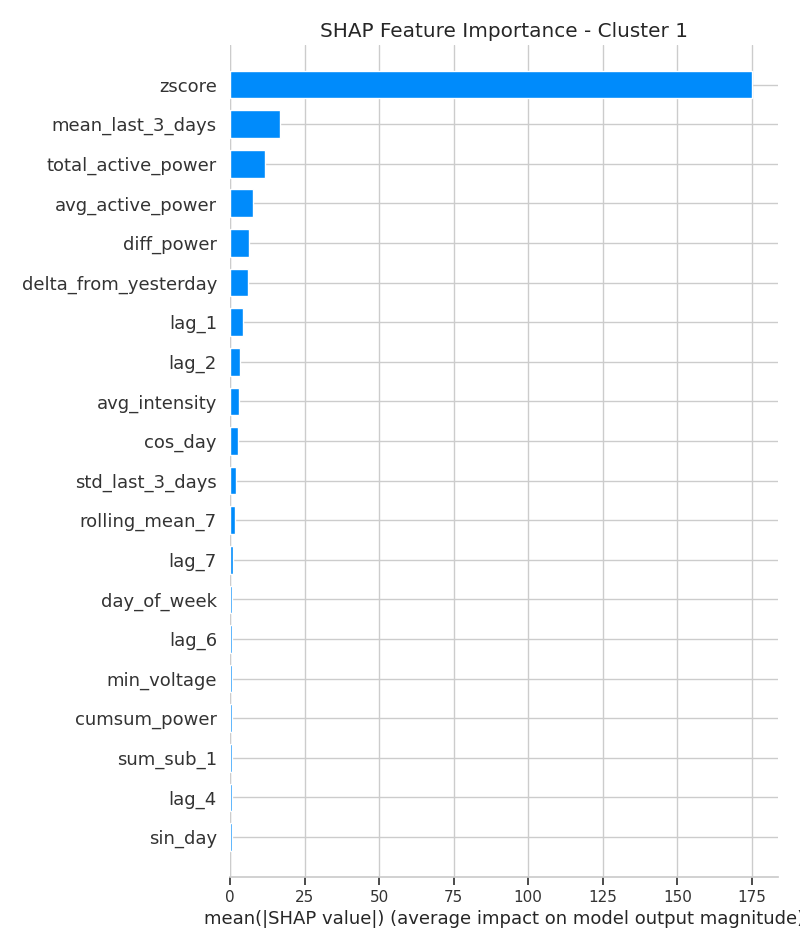 SHAP Feature Importance - Cluster 1
zscore
mean_last_3_days
total_active_power
avg_active_power
diff_power
delta_from_yesterday
lag_1
lag_2
avg_intensity
cos_day
std_last_3_days
rolling_mean_7
lag_7
day_of_week
lag_6
min_voltage
cumsum_power
sum_sub_1
lag_4
sin_day
0 25 50 75 100 125 150 175
mean(|SHAP value|) (average impact on model output magnitude)